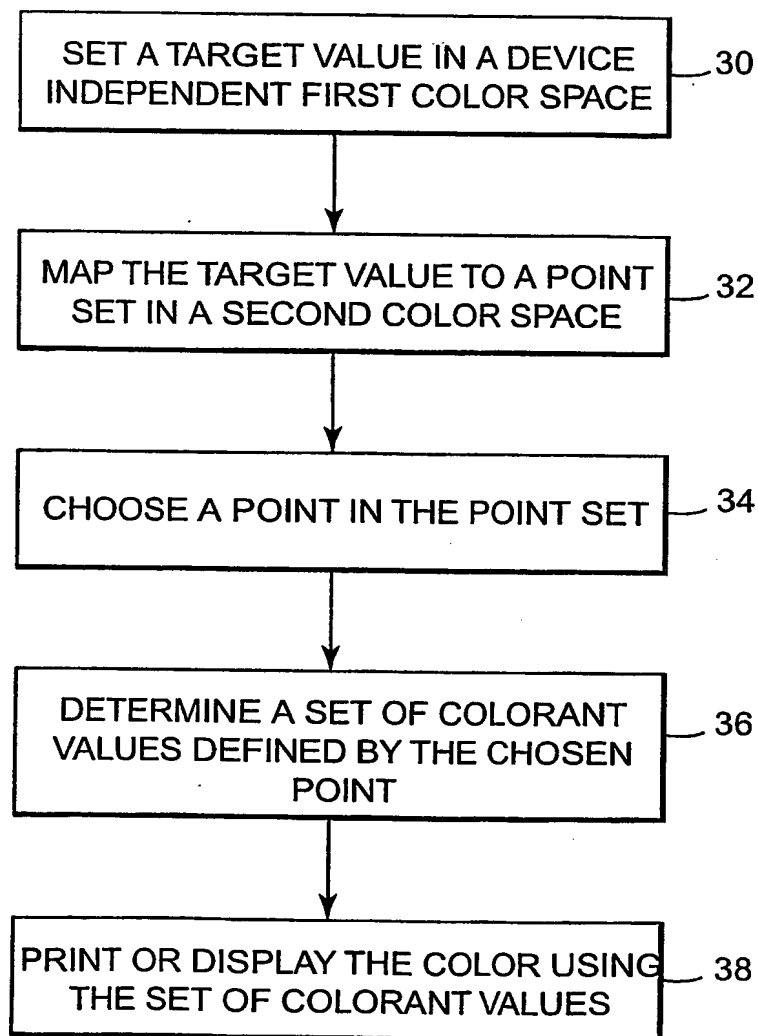 SET A TARGET VALUE IN A DEVICE
INDEPENDENT FIRST COLOR SPACE
30
MAP THE TARGET VALUE TO A POINT
SET IN A SECOND COLOR SPACE
32
CHOOSE A POINT IN THE POINT SET
34
DETERMINE A SET OF COLORANT
VALUES DEFINED BY THE CHOSEN
POINT
36
PRINT OR DISPLAY THE COLOR USING
THE SET OF COLORANT VALUES
38